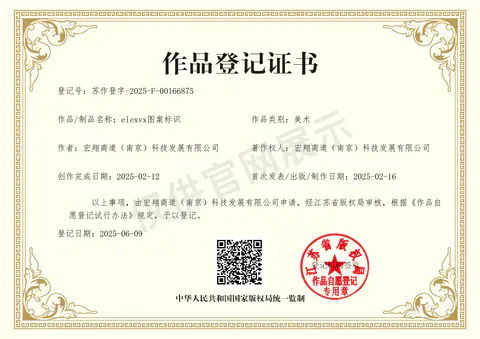 作品登记证书
登记号：苏作登字-2025-F-00166875
作品/制品名称：elexvx图案标识 作品类别：美术
作者：宏翔商道（南京）科技发展有限公司 著作权人：宏翔商道（南京）科技发展有限公司
创作完成日期：2025-02-12 首次发表/出版/制作日期：2025-02-16
以上事项，由宏翔商道（南京）科技发展有限公司申请，经江苏省版权局审核，根据《作品自
愿登记试行办法》规定，予以登记。
登记日期：2025-06-09
江苏省版权局
作品自愿登记
专用章
中华人民共和国国家版权局统一监制
仅供官网展示